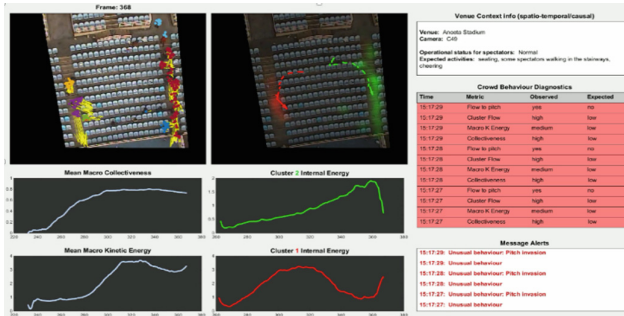 Frame: 368
Venue Context Info (spatio-temporal/causal)
Venue: Anoeta Stadium
Camera: C49
Operational status for spectators: Normal
Expected activities: seating, some spectators walking in the stairways,
cheering
Crowd Behaviour Diagnostics
Time Metric Observed Expected
15:17:29 Flow to pitch yes no
15:17:29 Cluster Flow high low
15:17:29 Macro K Energy medium low
15:17:29 Collectiveness high low
15:17:28 Flow to pitch yes no
15:17:28 Cluster Flow high low
15:17:28 Macro K Energy medium low
15:17:28 Collectiveness high low
15:17:27 Flow to pitch yes no
15:17:27 Cluster Flow high low
15:17:27 Macro K Energy medium low
15:17:27 Collectiveness high low
Mean Macro Collectiveness
Cluster 2 Internal Energy
Mean Macro Kinetic Energy
Cluster 1 Internal Energy
Message Alerts
15:17:29: Unusual behaviour: Pitch invasion
15:17:29: Unusual behaviour
15:17:28: Unusual behaviour: Pitch invasion
15:17:28: Unusual behaviour
15:17:27: Unusual behaviour: Pitch invasion
15:17:27: Unusual behaviour